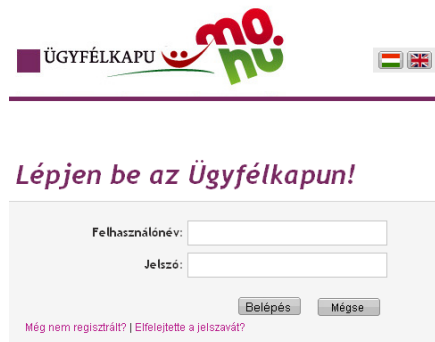 ÜGYFÉLKAPU mo.hu
Lépjen be az Ügyfélkapun!
Felhasználónév:
Jelszó:
Belépés Mégse
Még nem regisztrált? | Elfelejtette a jelszavát?